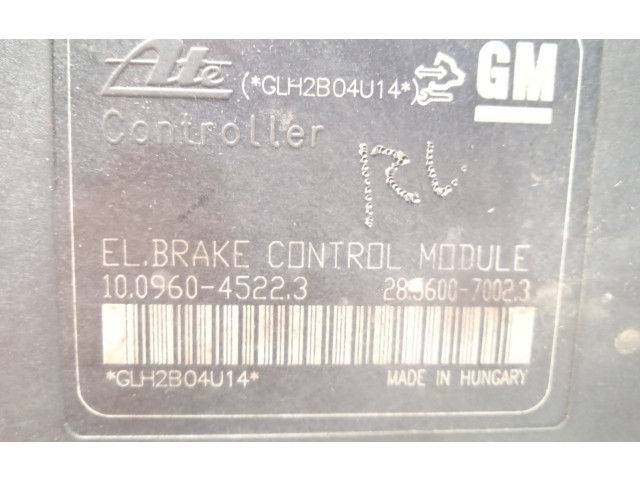 Ate (*GLH2B04U14*) GM
Controller
RL
EL.BRAKE CONTROL MODULE
10.0960-4522.3 28.5600-7002.3
*GLH2B04U14* MADE IN HUNGARY